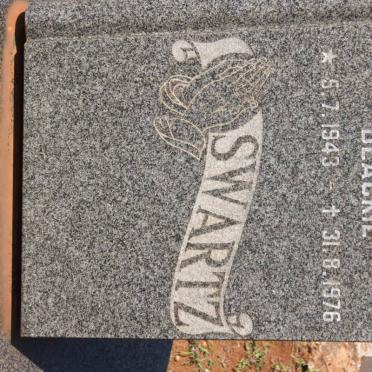 SWARTZ
★ 5.7.1943 – ✝ 31.8.1976